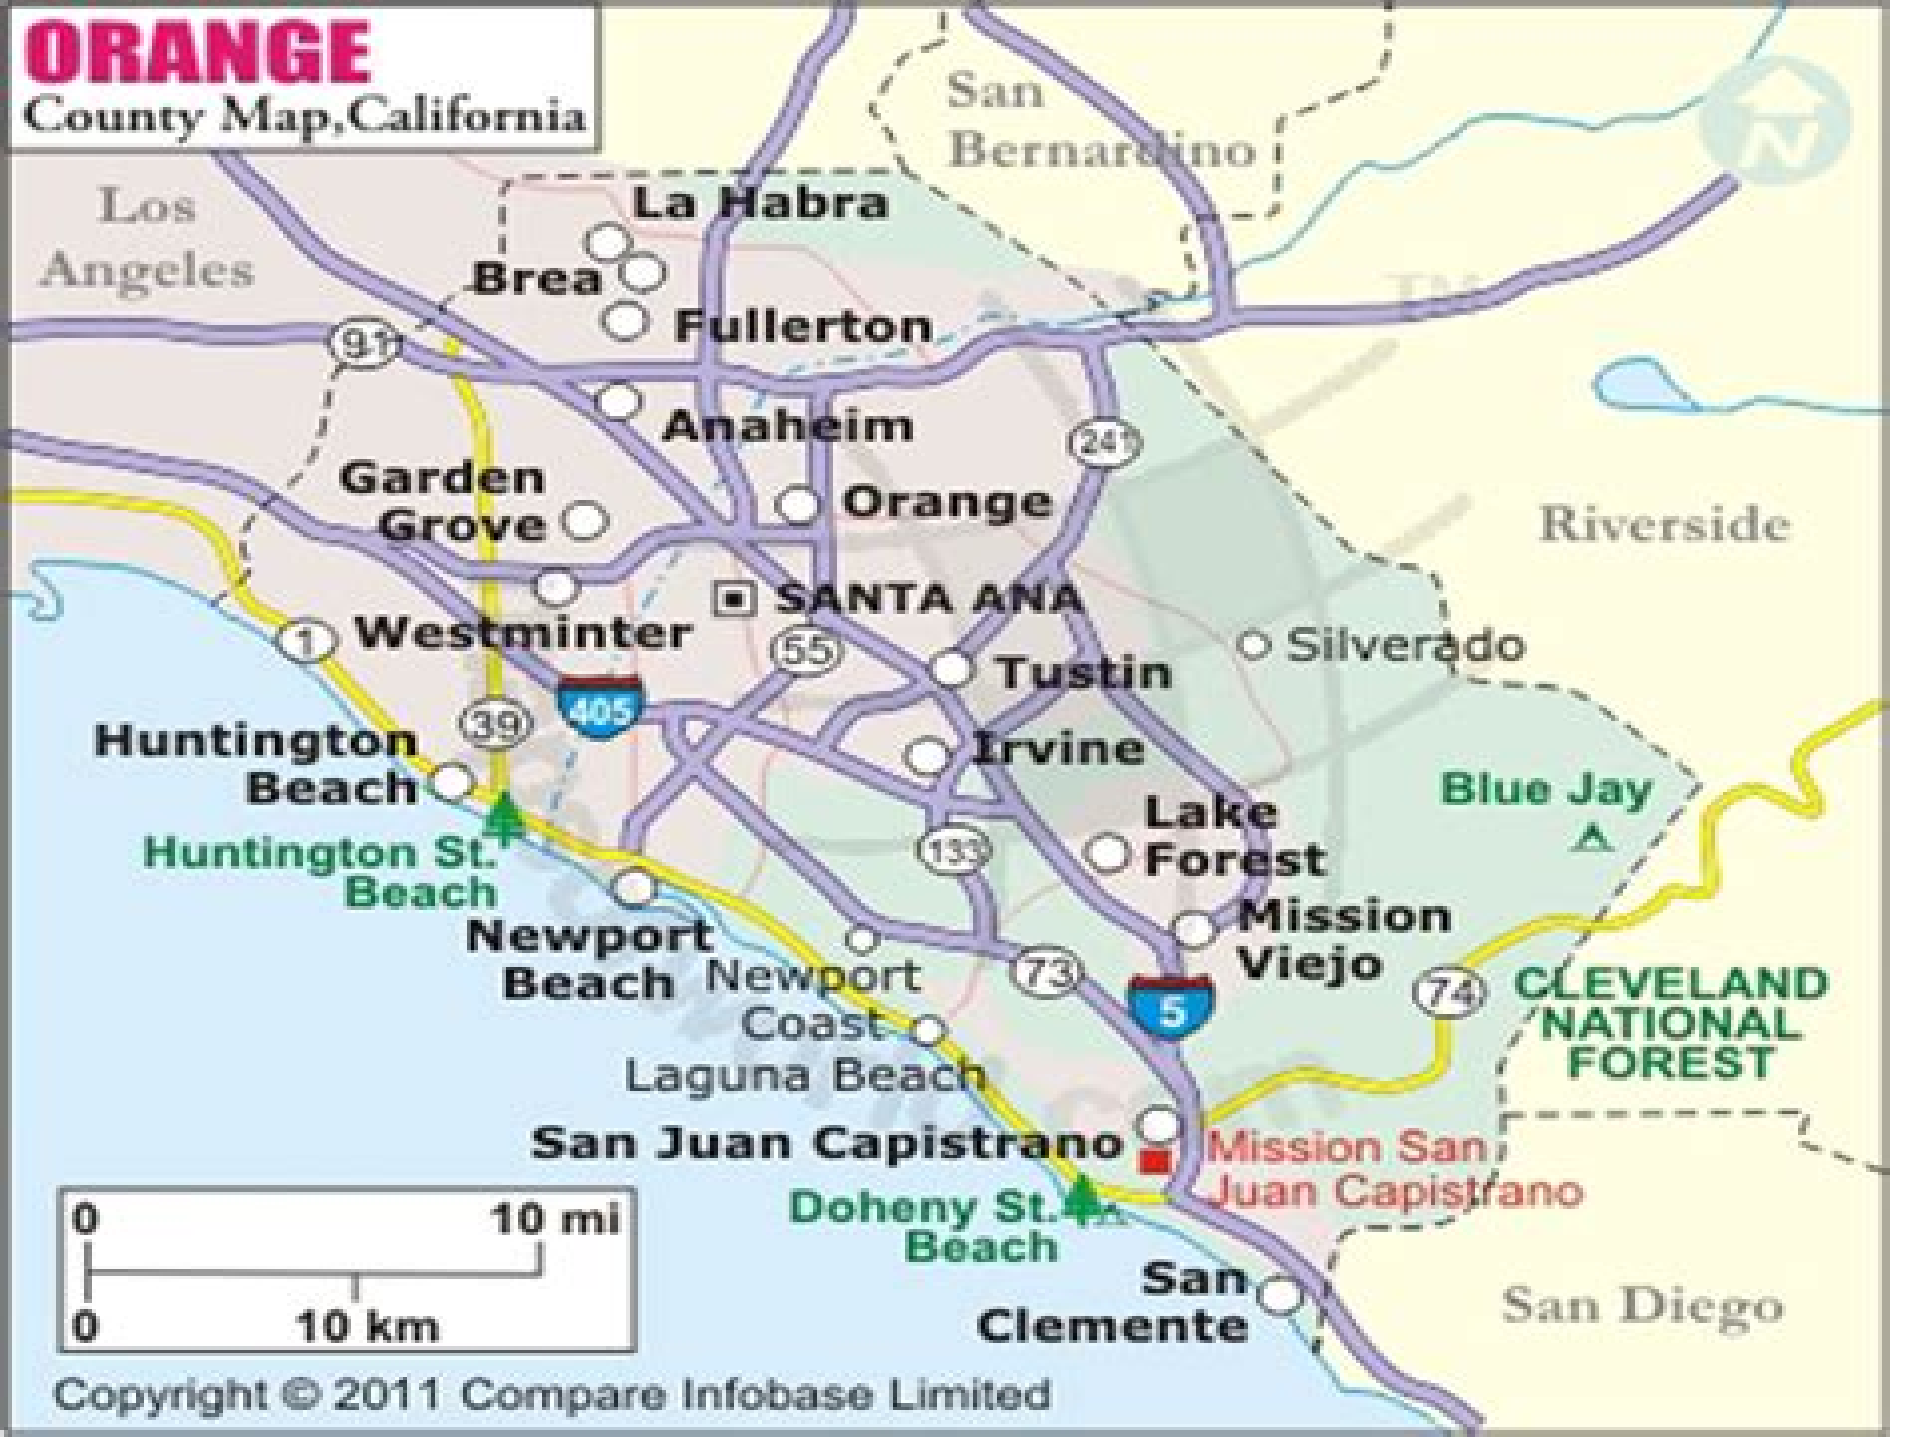 ORANGE
County Map,California
San
Bernardino
Los
Angeles
La Habra
Brea
Fullerton
91
Anaheim
241
Garden
Grove
Orange
Riverside
SANTA ANA
1
Westminter
55
Silverado
Tustin
405
39
Huntington
Beach
Irvine
Blue Jay
Lake
Forest
133
Huntington St.
Beach
Mission
Viejo
Newport
Beach
Newport
Coast
73
74
CLEVELAND
NATIONAL
FOREST
5
Laguna Beach
San Juan Capistrano
Mission San
Juan Capistrano
Doheny St.
Beach
San
Clemente
San Diego
0
10 mi
0
10 km
Copyright © 2011 Compare Infobase Limited
N
TM